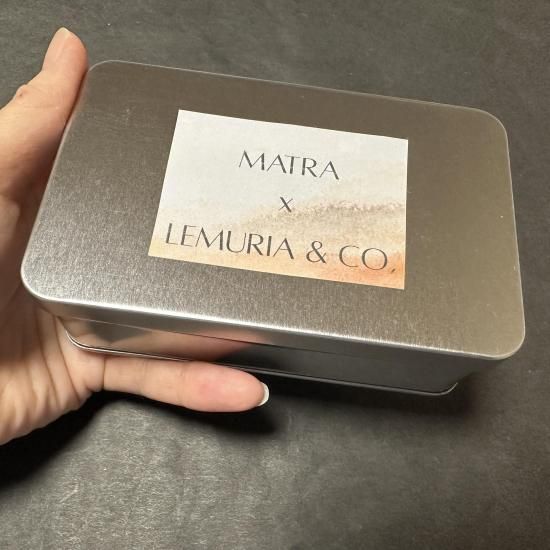 MATRA
x
LEMURIA & CO,